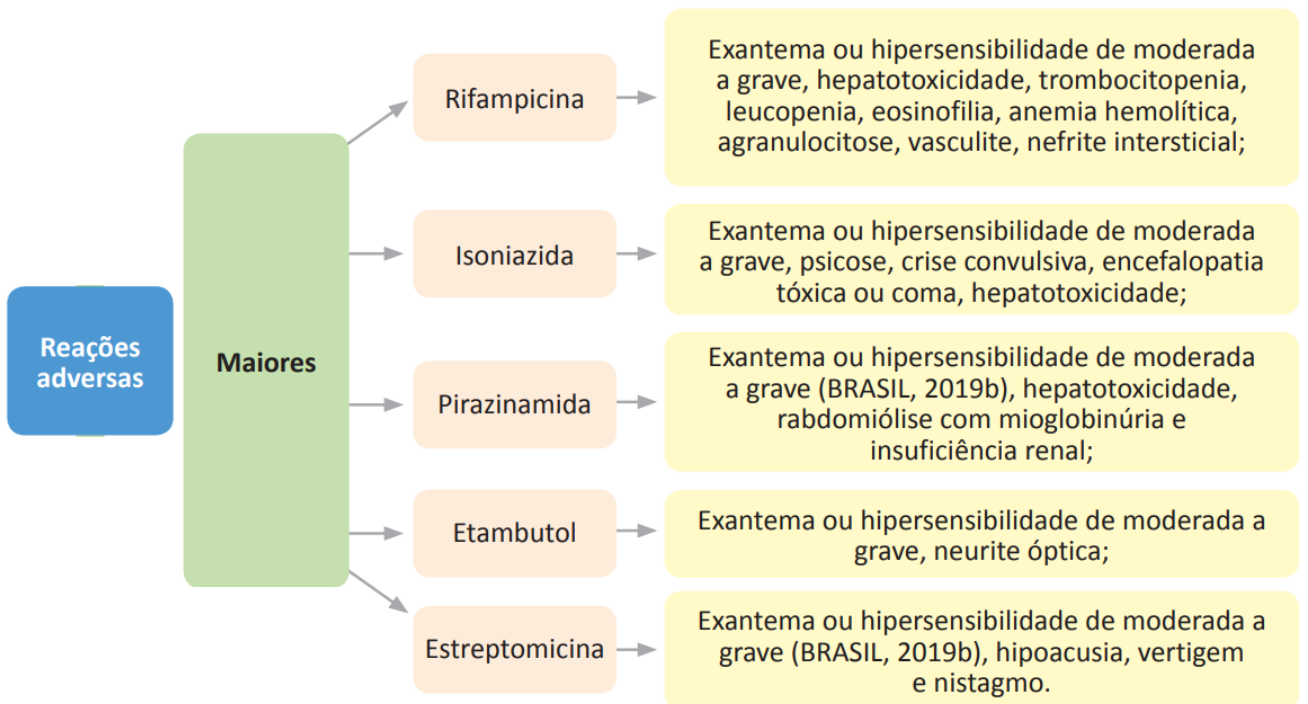 Reações
adversas
Maiores
Rifampicina
Exantema ou hipersensibilidade de moderada
a grave, hepatotoxicidade, trombocitopenia,
leucopenia, eosinofilia, anemia hemolítica,
agranulocitose, vasculite, nefrite intersticial;
Isoniazida
Exantema ou hipersensibilidade de moderada
a grave, psicose, crise convulsiva, encefalopatia
tóxica ou coma, hepatotoxicidade;
Pirazinamida
Exantema ou hipersensibilidade de moderada
a grave (BRASIL, 2019b), hepatotoxicidade,
rabdomiólise com mioglobinúria e
insuficiência renal;
Etambutol
Exantema ou hipersensibilidade de moderada a
grave, neurite óptica;
Estreptomicina
Exantema ou hipersensibilidade de moderada a
grave (BRASIL, 2019b), hipoacusia, vertigem
e nistagmo.